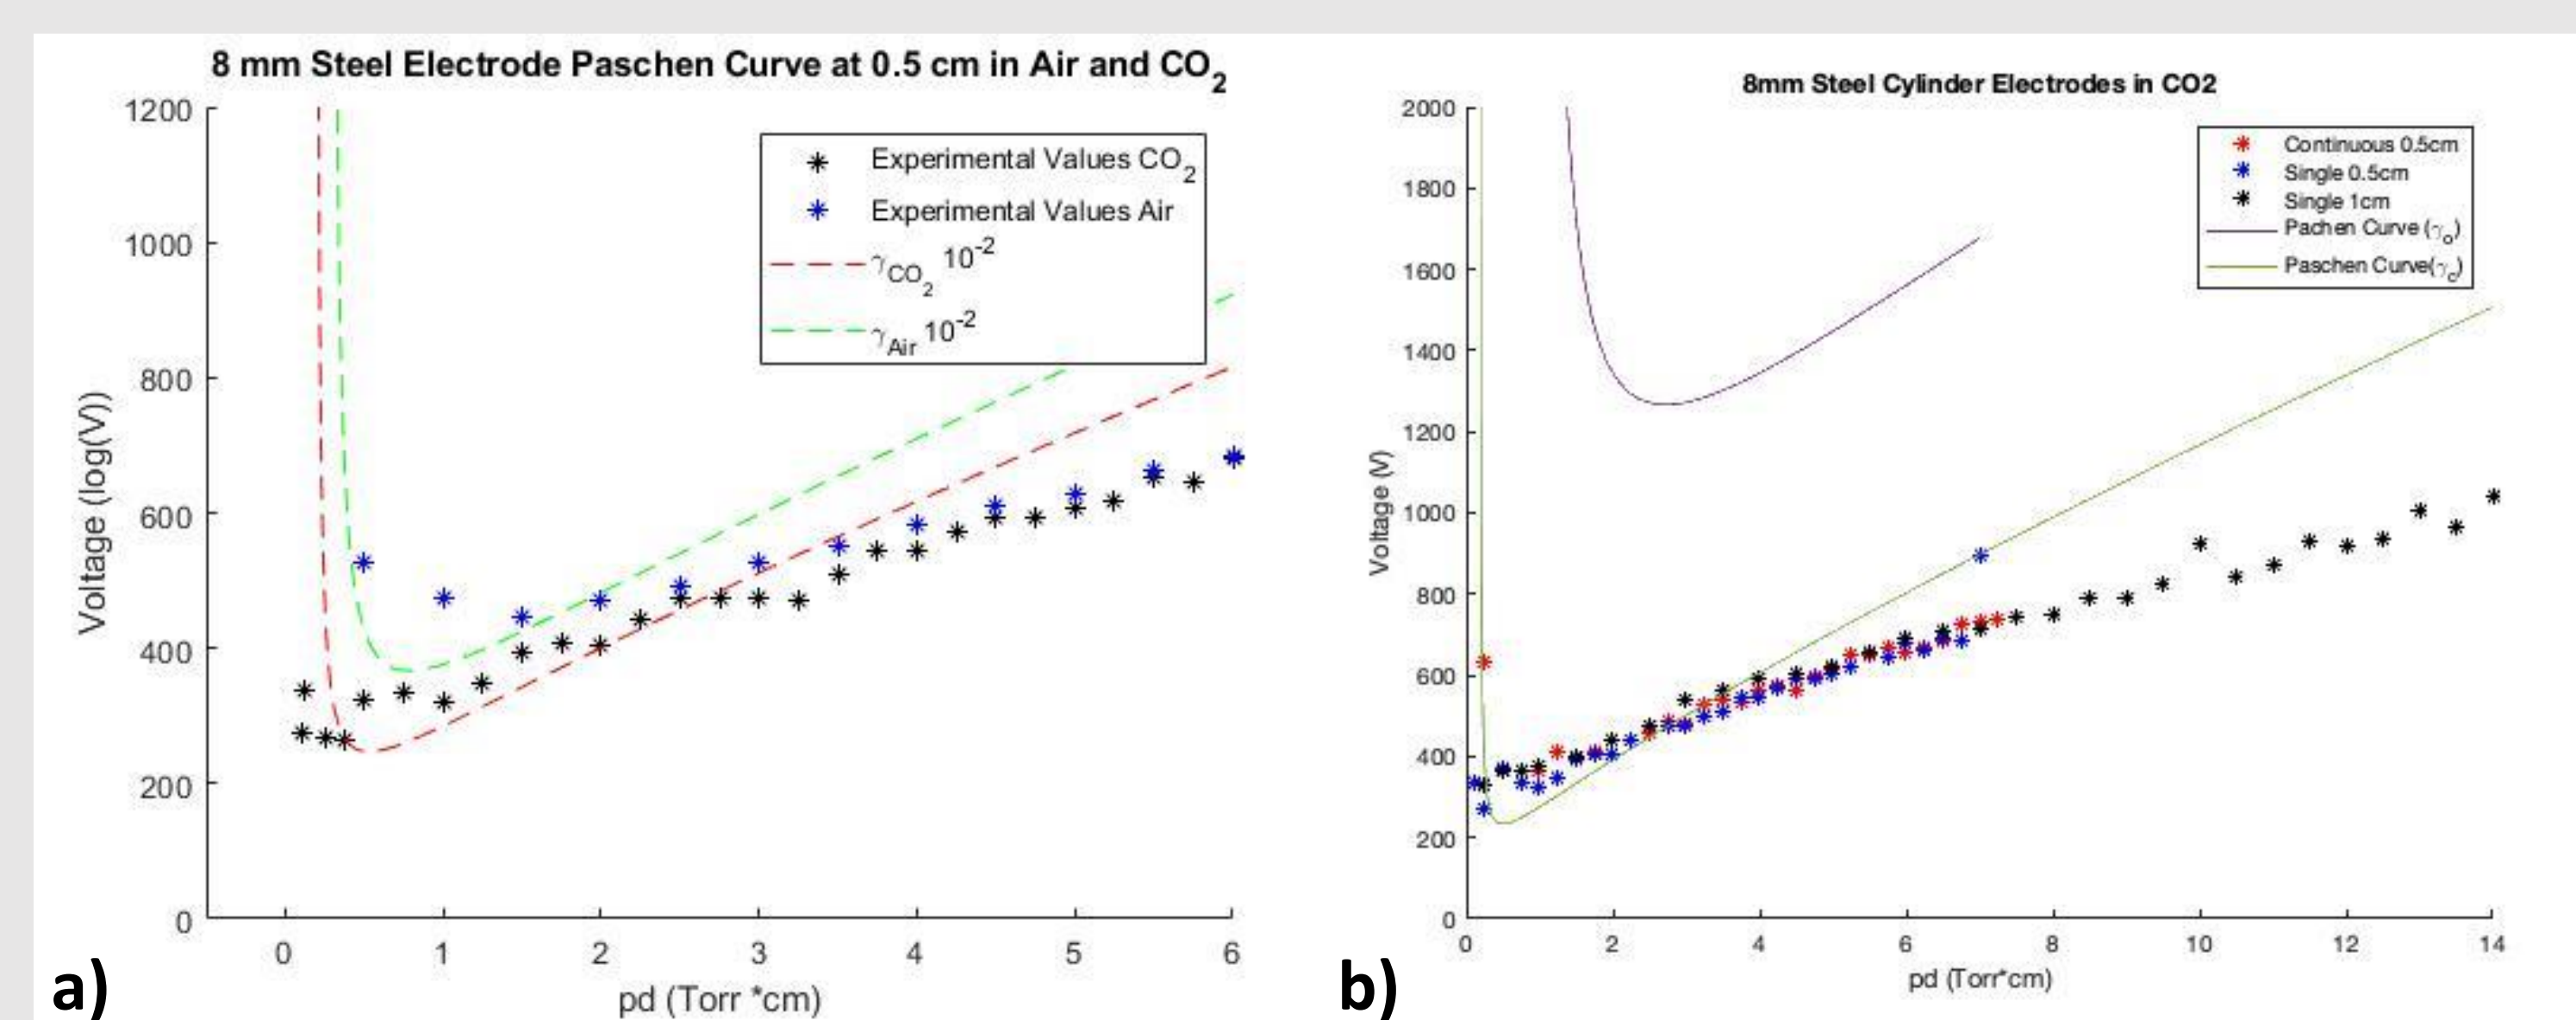 8 mm Steel Electrode Paschen Curve at 0.5 cm in Air and CO2
1200
1000
800
600
400
200
0
Voltage (log(V))
Experimental Values CO2
Experimental Values Air
γCO2 10-2
γAir 10-2
0 1 2 3 4 5 6
pd (Torr *cm)
a)
8mm Steel Cylinder Electrodes in CO2
2000
1800
1600
1400
1200
1000
800
600
400
200
0
Voltage (V)
Continuous 0.5cm
Single 0.5cm
Single 1cm
Pachen Curve (γo)
Paschen Curve(γc)
0 2 4 6 8 10 12 14
pd (Torr*cm)
b)